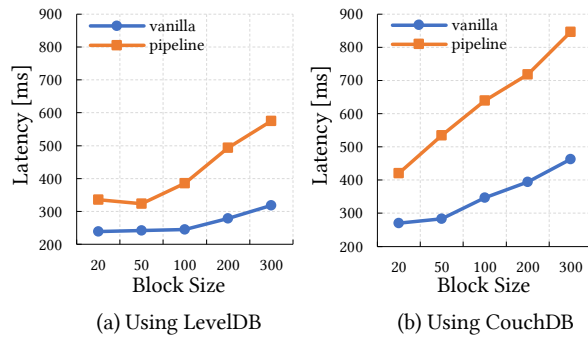 900
800
700
600
500
400
300
200
Latency [ms]
vanilla
pipeline
20 50 100 200 300
Block Size
(a) Using LevelDB
900
800
700
600
500
400
300
200
Latency [ms]
vanilla
pipeline
20 50 100 200 300
Block Size
(b) Using CouchDB